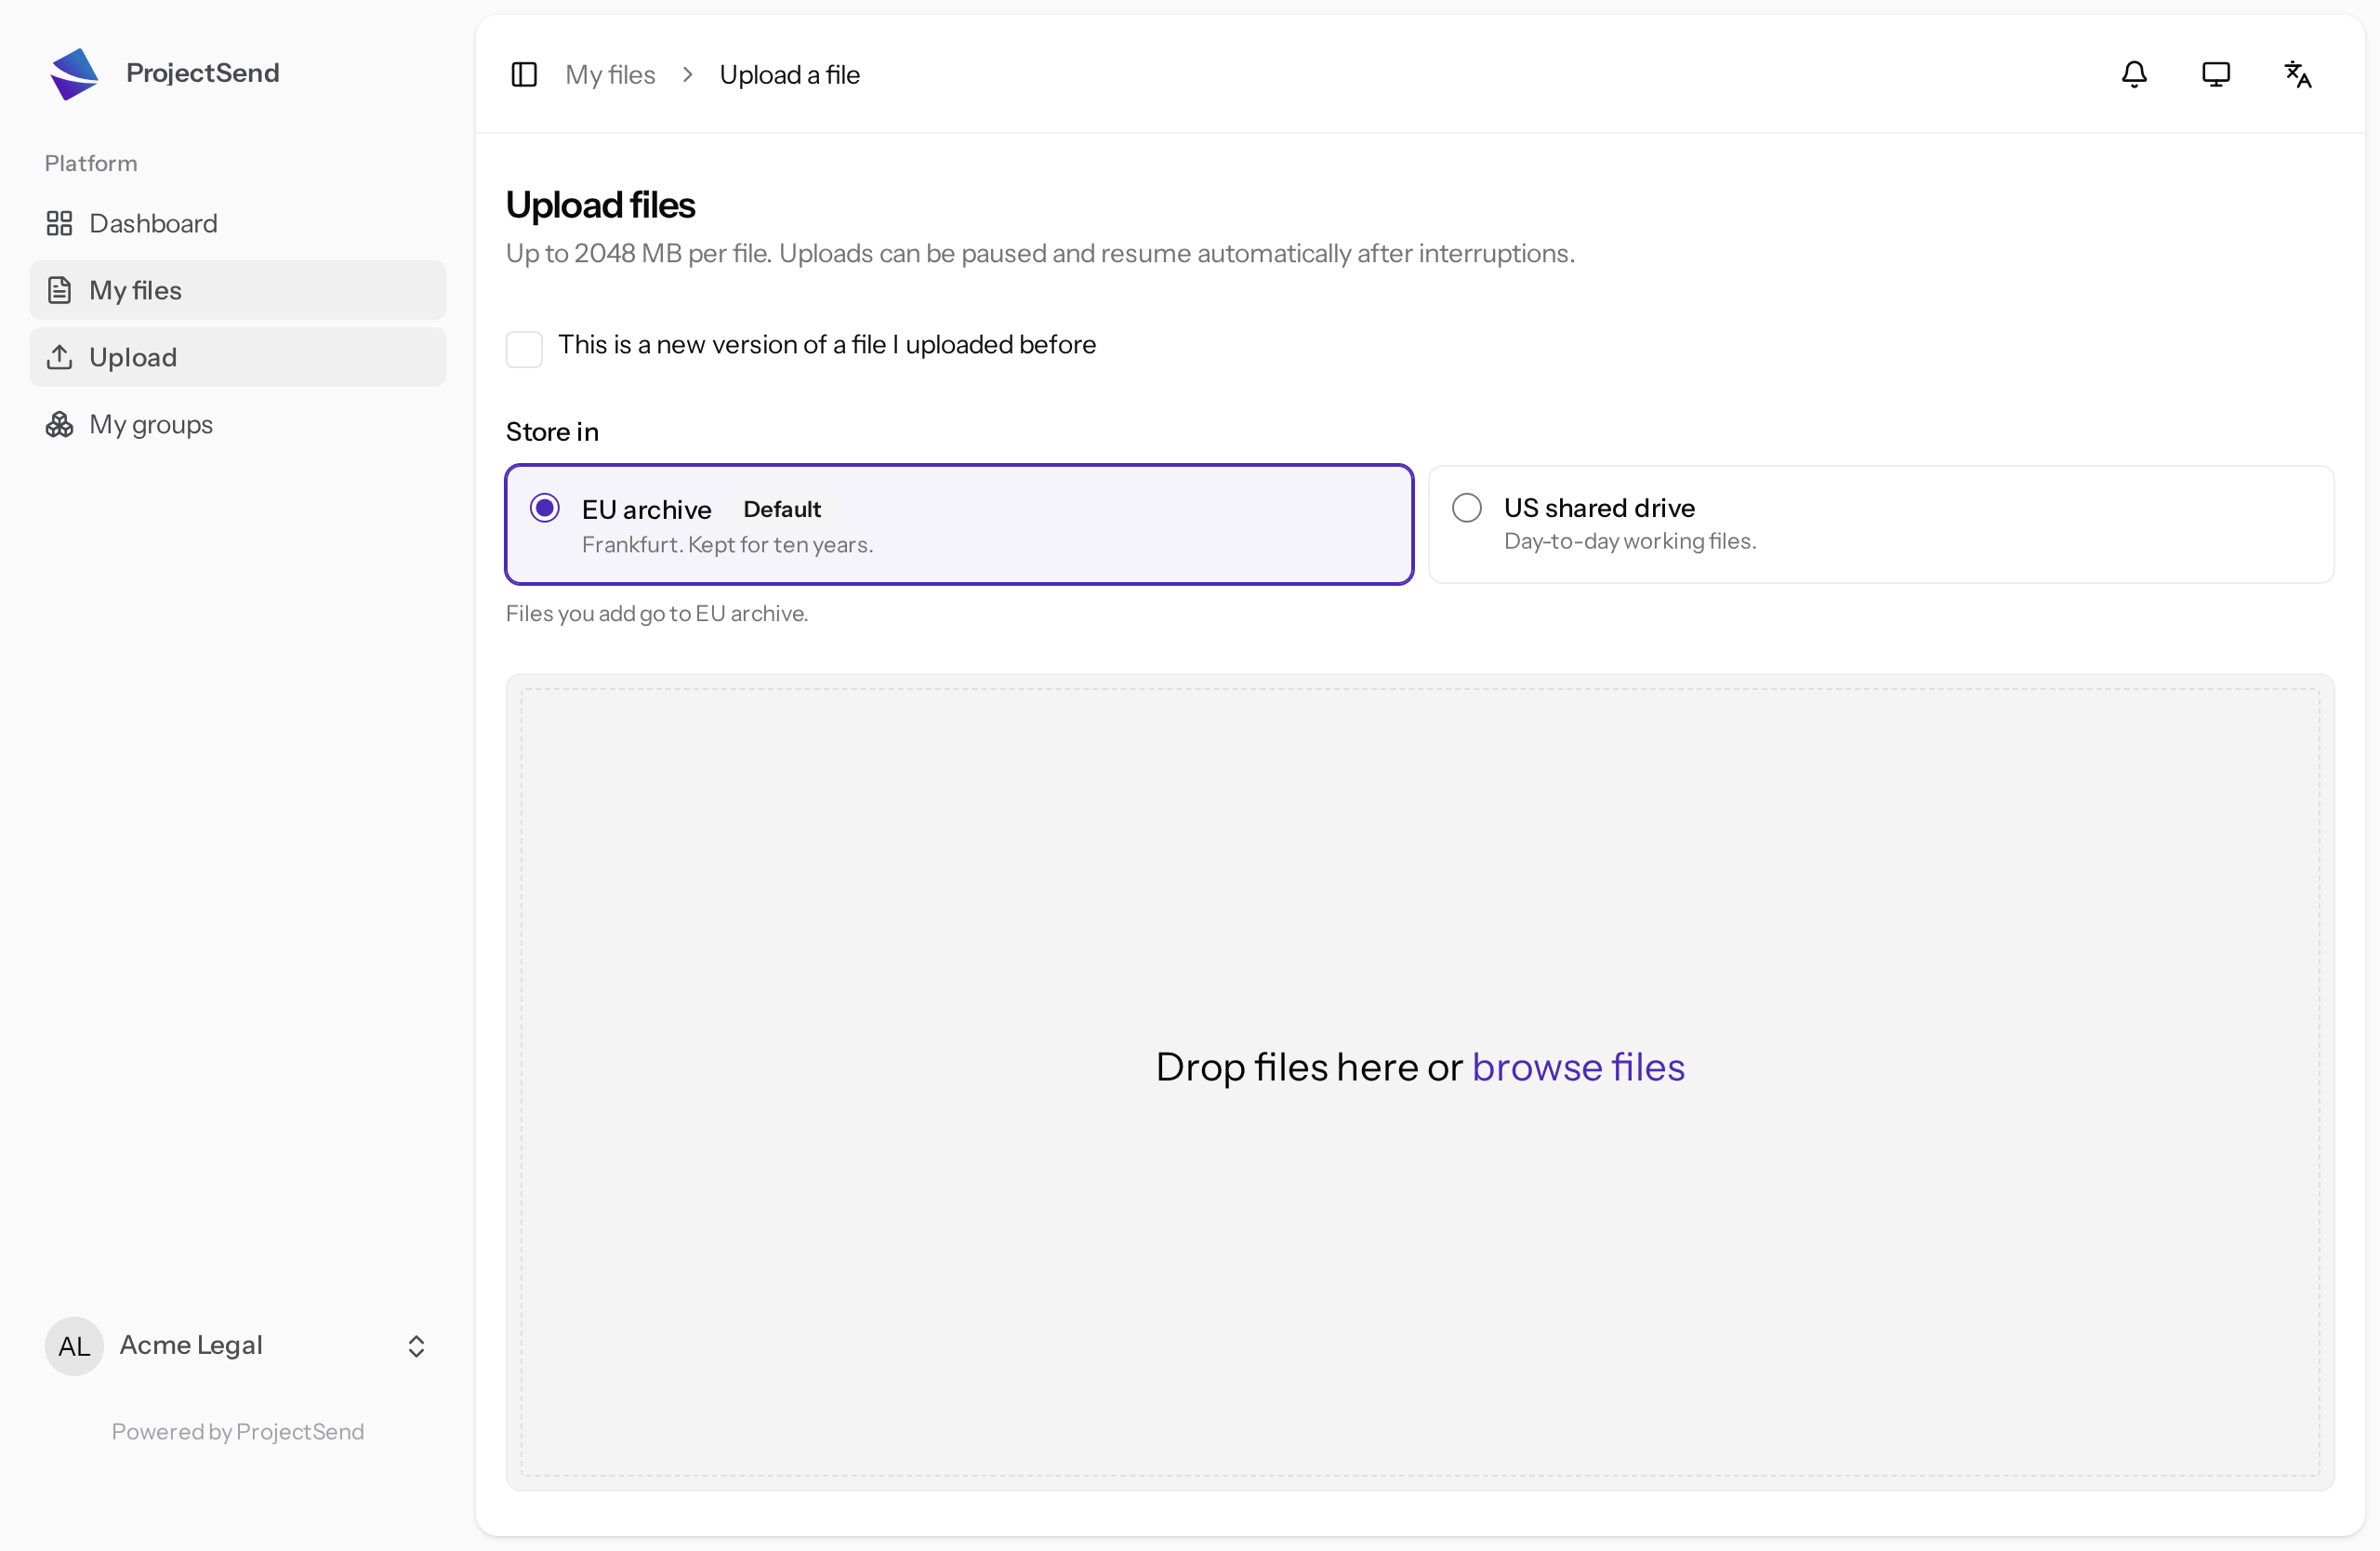 ProjectSend
Platform
Dashboard
My files
Upload
My groups
AL
Acme Legal
Powered by ProjectSend
My files
Upload a file
Upload files
Up to 2048 MB per file. Uploads can be paused and resume automatically after interruptions.
This is a new version of a file I uploaded before
Store in
EU archive Default
Frankfurt. Kept for ten years.
US shared drive
Day-to-day working files.
Files you add go to EU archive.
Drop files here or browse files